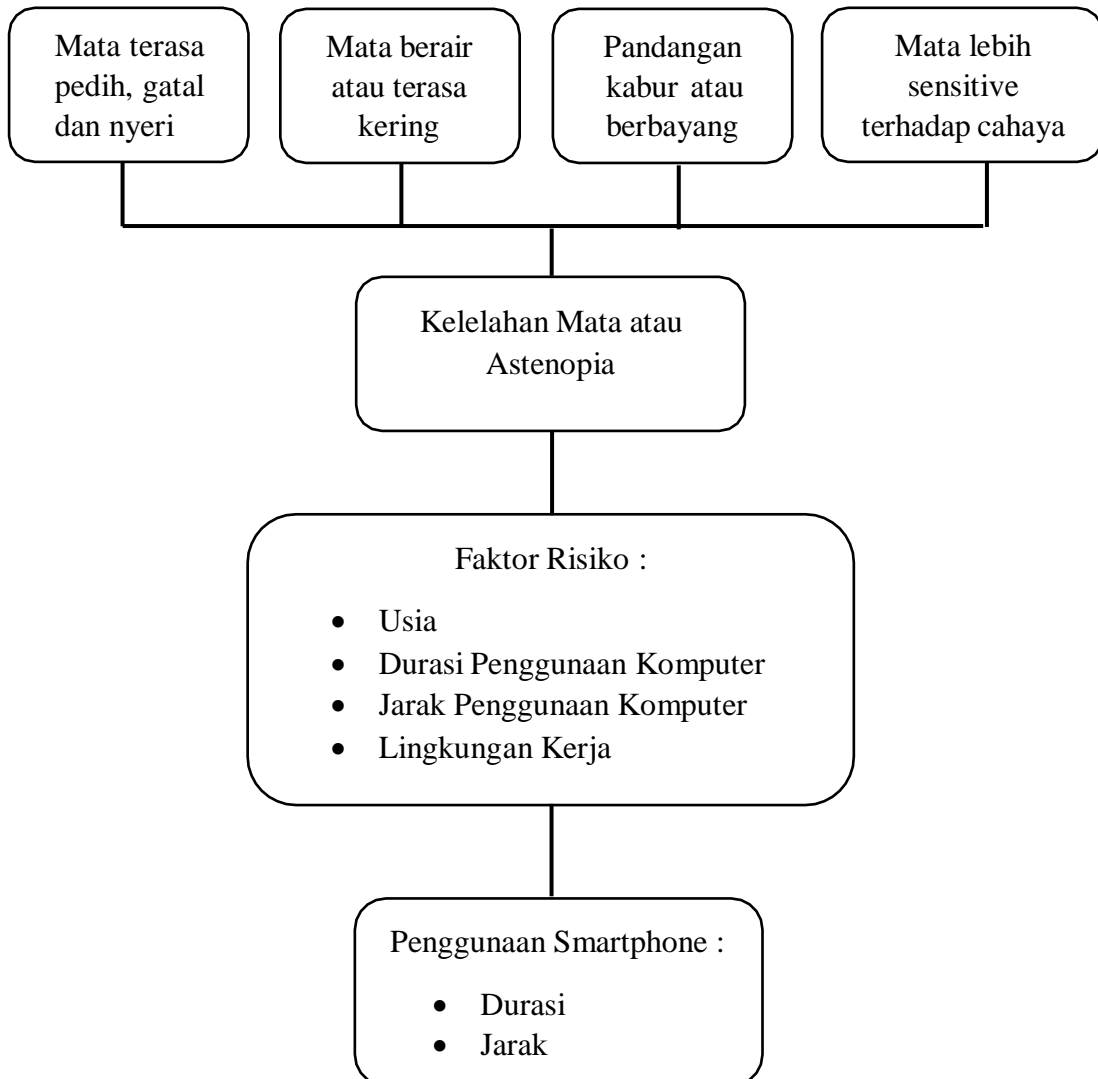 Mata terasa
pedih, gatal
dan nyeri
Mata berair
atau terasa
kering
Pandangan
kabur atau
berbayang
Mata lebih
sensitive
terhadap cahaya
Kelelahan Mata atau
Astenopia
Faktor Risiko :
• Usia
• Durasi Penggunaan Komputer
• Jarak Penggunaan Komputer
• Lingkungan Kerja
Penggunaan Smartphone :
• Durasi
• Jarak